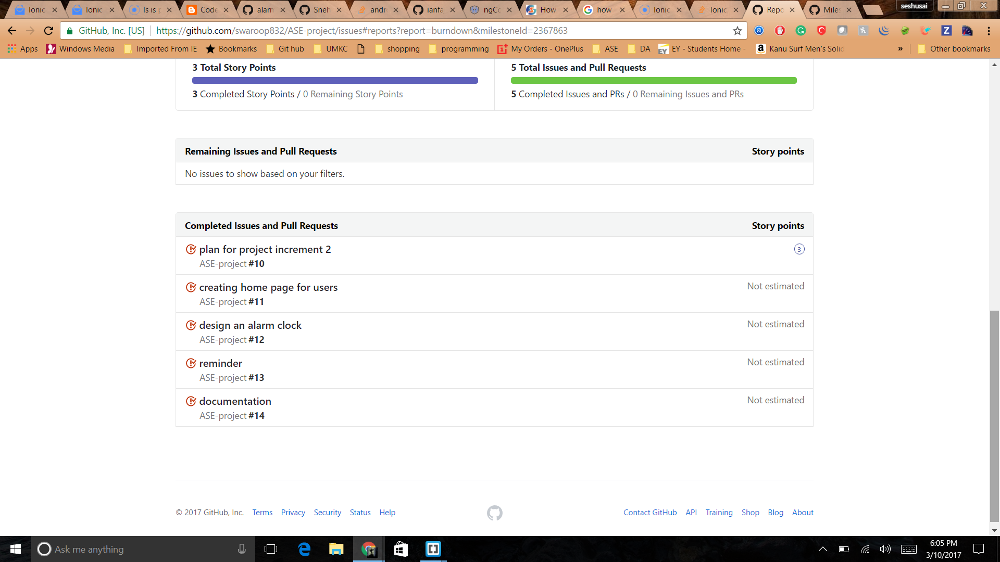 Ionic
Ionic
Is is p
Code
alarm
Sneh
andro
ianfa
ngCo
How
how
Ionic
Ionic
Repo
Miles
seshusai
GitHub, Inc. [US] https://github.com/swaroop832/ASE-project/issues#reports?report=burndown&milestoneId=2367863
Apps Windows Media Imported From IE Bookmarks Git hub UMKC shopping programming My Orders - OnePlus ASE DA EY - Students Home - Kanu Surf Men's Solid » Other bookmarks
3 Total Story Points
3 Completed Story Points / 0 Remaining Story Points
5 Total Issues and Pull Requests
5 Completed Issues and PRs / 0 Remaining Issues and PRs
Remaining Issues and Pull Requests Story points
No issues to show based on your filters.
Completed Issues and Pull Requests Story points
plan for project increment 2 3
ASE-project #10
creating home page for users Not estimated
ASE-project #11
design an alarm clock Not estimated
ASE-project #12
reminder Not estimated
ASE-project #13
documentation Not estimated
ASE-project #14
© 2017 GitHub, Inc. Terms Privacy Security Status Help Contact GitHub API Training Shop Blog About
Ask me anything
6:05 PM
3/10/2017